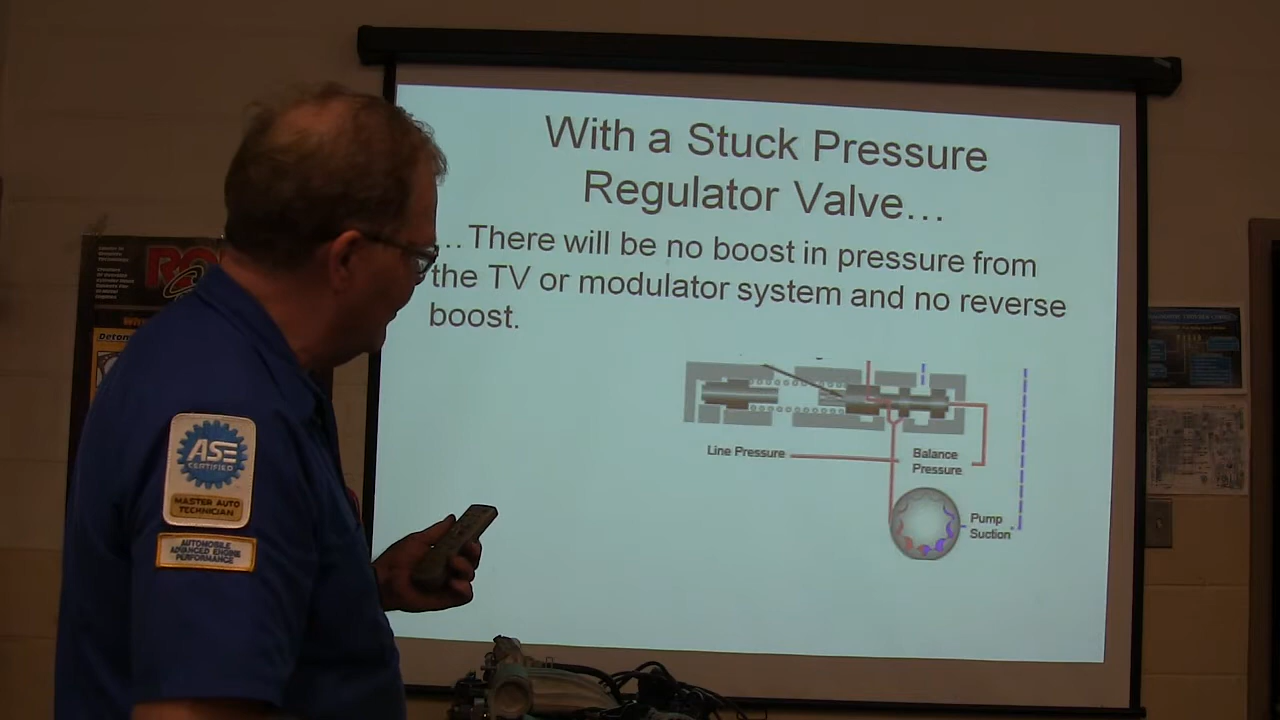 With a Stuck Pressure
Regulator Valve…
…There will be no boost in pressure from
the TV or modulator system and no reverse
boost.
Line Pressure
Balance
Pressure
Pump
Suction
ASE
CERTIFIED
MASTER AUTO
TECHNICIAN
AUTOMOBILE
ADVANCED ENGINE
PERFORMANCE